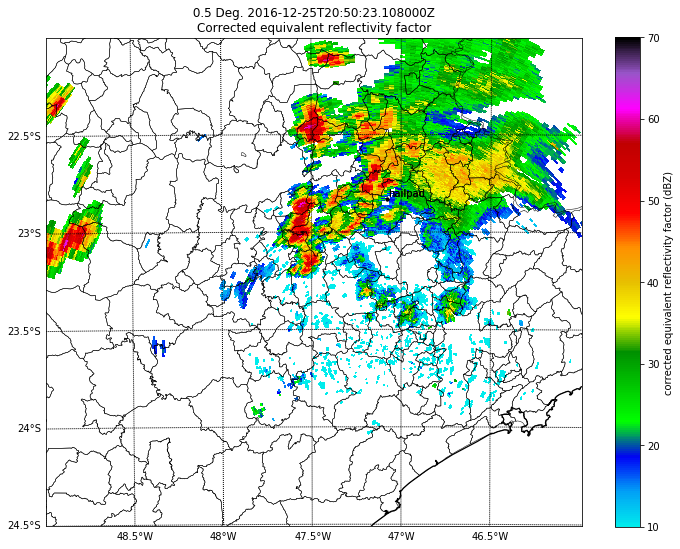 0.5 Deg. 2016-12-25T20:50:23.108000Z
Corrected equivalent reflectivity factor
70
60
50
40
30
20
10
corrected equivalent reflectivity factor (dBZ)
22.5°S
23°S
23.5°S
24°S
24.5°S
48.5°W
48°W
47.5°W
47°W
46.5°W